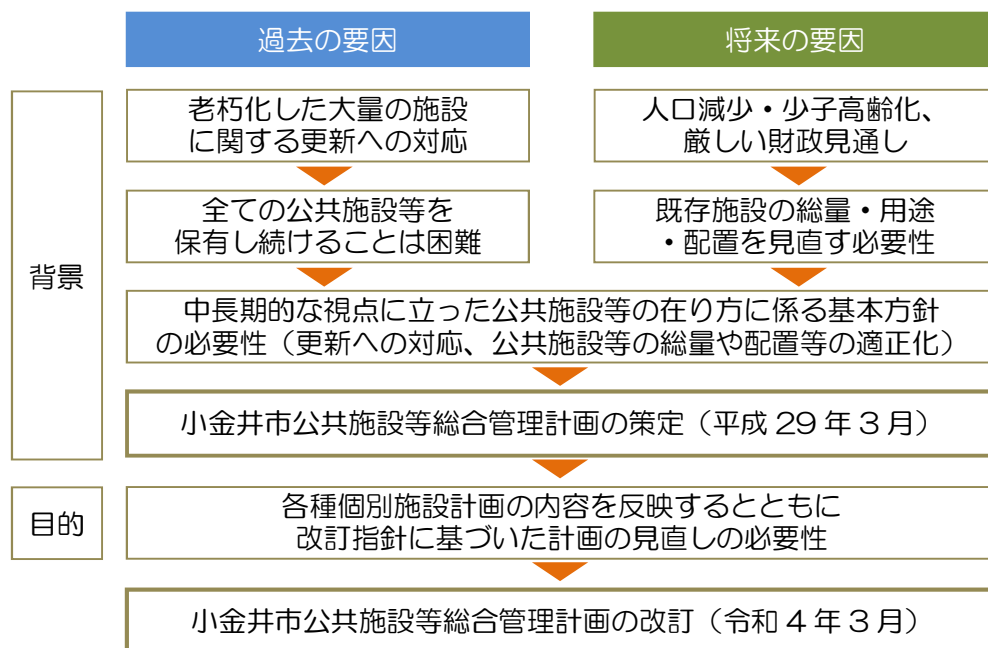 過去の要因
将来の要因
背景
老朽化した大量の施設
に関する更新への対応
人口減少・少子高齢化、
厳しい財政見通し
全ての公共施設等を
保有し続けることは困難
既存施設の総量・用途
・配置を見直す必要性
中長期的な視点に立った公共施設等の在り方に係る基本方針
の必要性（更新への対応、公共施設等の総量や配置等の適正化）
小金井市公共施設等総合管理計画の策定（平成 29 年 3 月）
目的
各種個別施設計画の内容を反映するとともに
改訂指針に基づいた計画の見直しの必要性
小金井市公共施設等総合管理計画の改訂（令和 4 年 3 月）